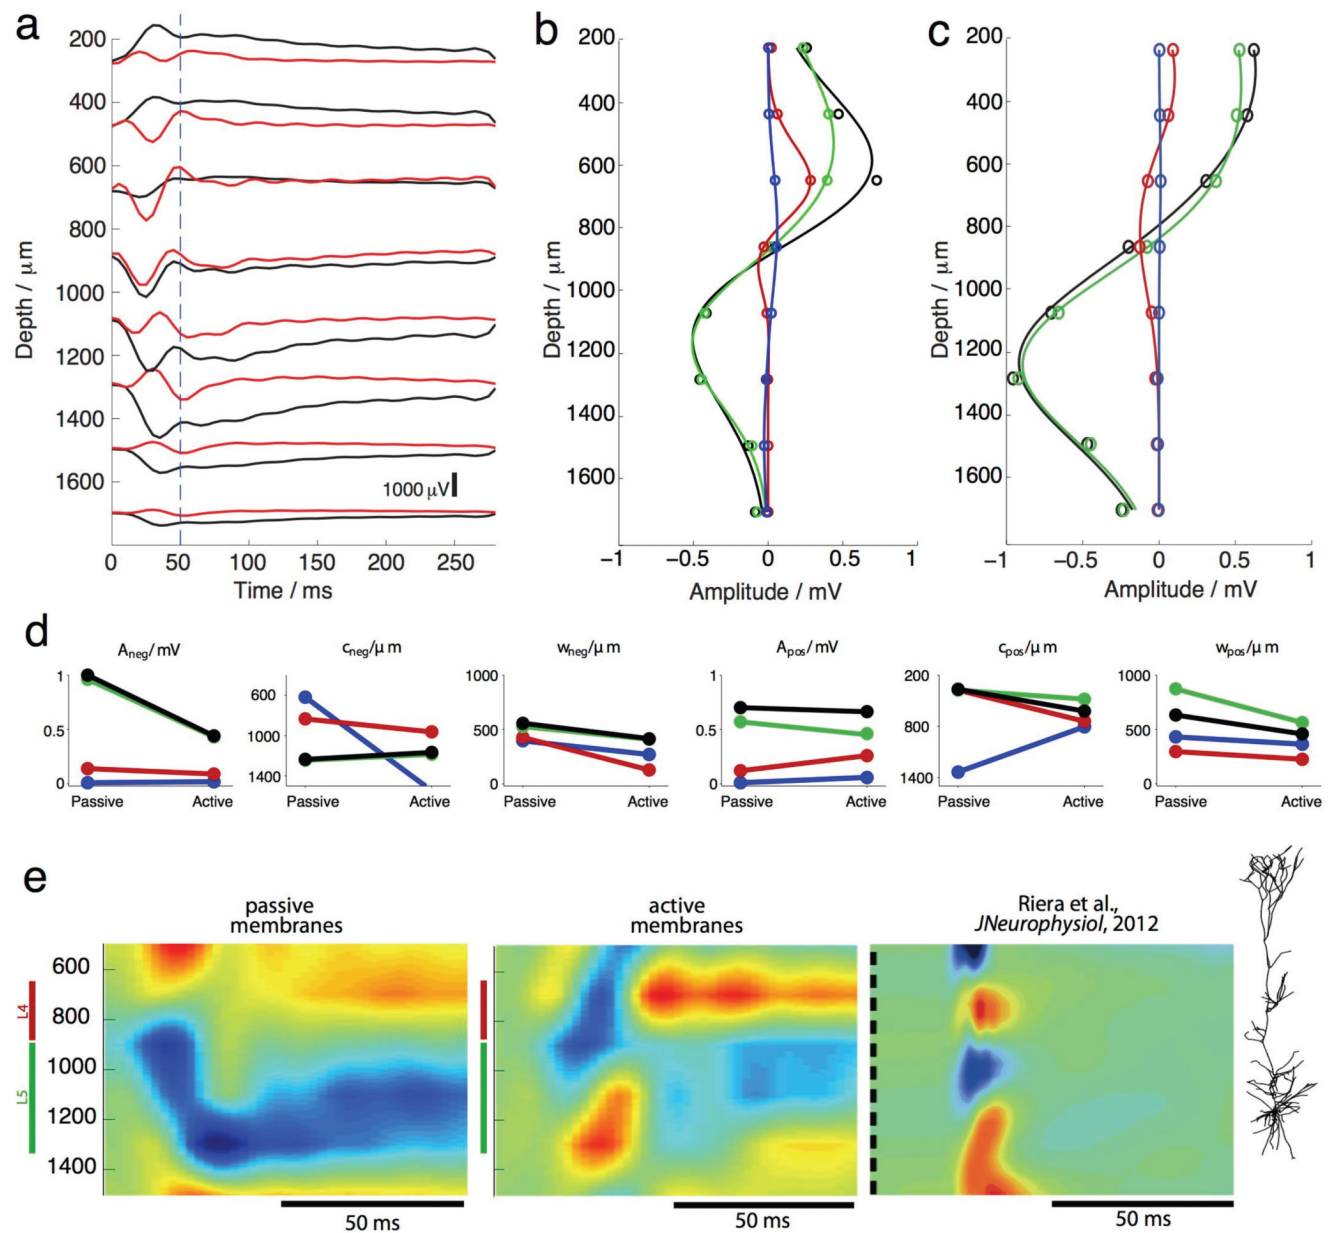 a
200
400
600
800
1000
1200
1400
1600
Depth / μm
1000 μV
0
50
100
150
200
250
Time / ms
b
200
400
600
800
1000
1200
1400
1600
Depth / μm
−1
−0.5
0
0.5
1
Amplitude / mV
c
200
400
600
800
1000
1200
1400
1600
Depth / μm
−1
−0.5
0
0.5
1
Amplitude / mV
d
Aneg/mV
1
0.5
0
Passive
Active
cneg/μm
600
1000
1400
Passive
Active
wneg/μm
1000
500
0
Passive
Active
Apos/mV
1
0.5
0
Passive
Active
cpos/μm
200
800
1400
Passive
Active
wpos/μm
1000
500
0
Passive
Active
e
passive
membranes
600
800
1000
1200
1400
L4
L5
50 ms
active
membranes
50 ms
Riera et al.,
JNeurophysiol, 2012
50 ms